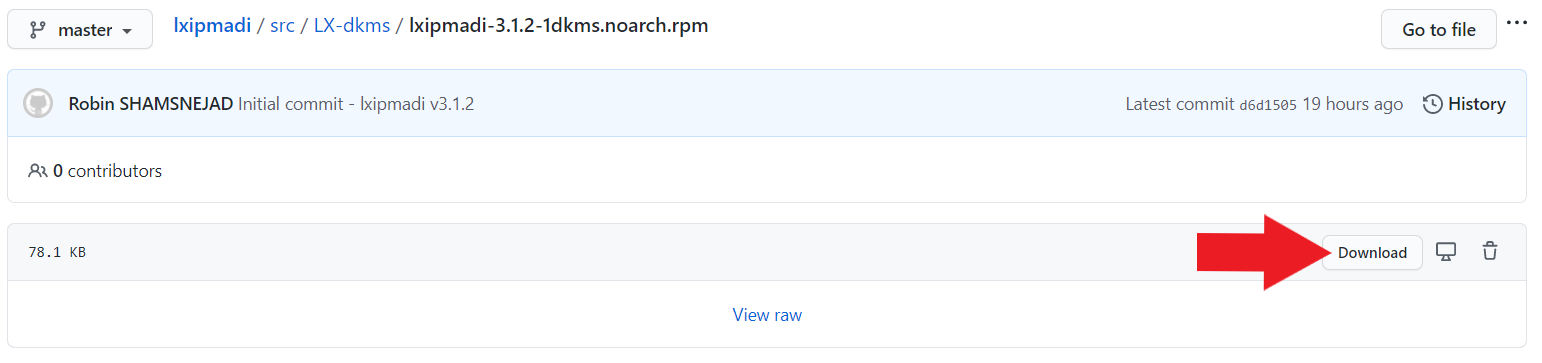 master lxipmadi / src / LX-dkms / lxipmadi-3.1.2-1dkms.noarch.rpm Go to file ...
Robin SHAMSNEJAD Initial commit - lxipmadi v3.1.2 Latest commit d6d1505 19 hours ago History
0 contributors
78.1 KB Download
View raw